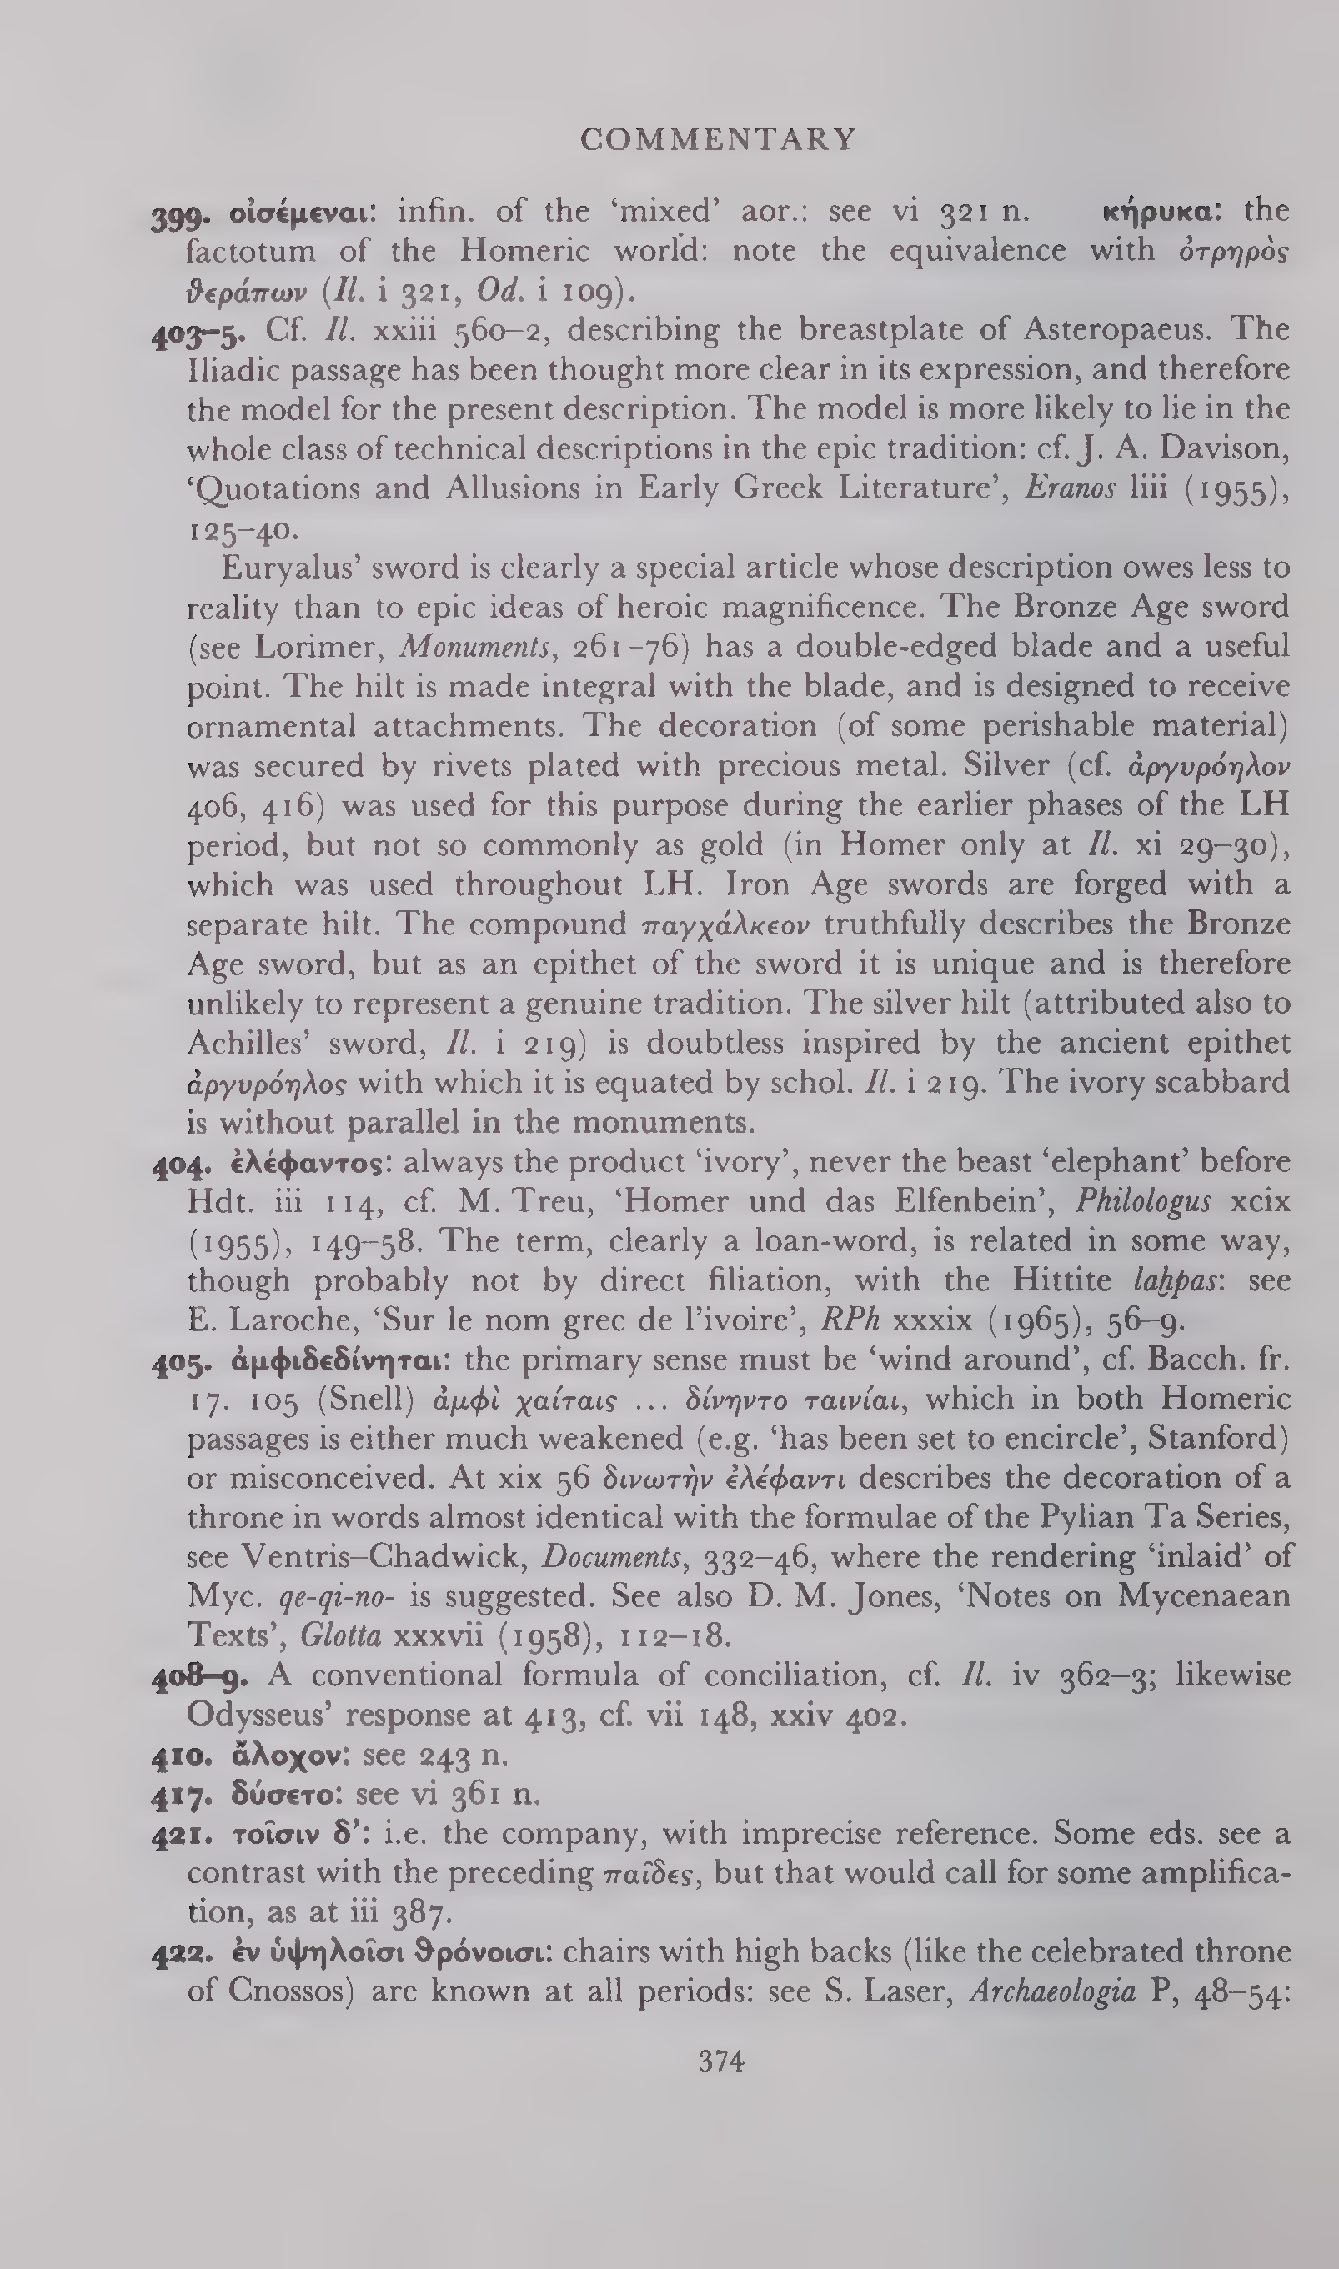 COMMENTARY
399. οἰσέμεναι: infin. of the ‘mixed’ aor.: see vi 321 n. κήρυκα: the
factotum of the Homeric world: note the equivalence with ὀτρηρὸς
θεράπων (Il. i 321, Od. i 109).
403–5. Cf. Il. xxiii 560–2, describing the breastplate of Asteropaeus. The
Iliadic passage has been thought more clear in its expression, and therefore
the model for the present description. The model is more likely to lie in the
whole class of technical descriptions in the epic tradition: cf. J. A. Davison,
‘Quotations and Allusions in Early Greek Literature’, Eranos liii (1955),
125–40.
Euryalus’ sword is clearly a special article whose description owes less to
reality than to epic ideas of heroic magnificence. The Bronze Age sword
(see Lorimer, Monuments, 261–76) has a double-edged blade and a useful
point. The hilt is made integral with the blade, and is designed to receive
ornamental attachments. The decoration (of some perishable material)
was secured by rivets plated with precious metal. Silver (cf. ἀργυρόηλον
406, 416) was used for this purpose during the earlier phases of the LH
period, but not so commonly as gold (in Homer only at Il. xi 29–30),
which was used throughout LH. Iron Age swords are forged with a
separate hilt. The compound παγχάλκεον truthfully describes the Bronze
Age sword, but as an epithet of the sword it is unique and is therefore
unlikely to represent a genuine tradition. The silver hilt (attributed also to
Achilles’ sword, Il. i 219) is doubtless inspired by the ancient epithet
ἀργυρόηλος with which it is equated by schol. Il. i 219. The ivory scabbard
is without parallel in the monuments.
404. ἐλέφαντος: always the product ‘ivory’, never the beast ‘elephant’ before
Hdt. iii 114, cf. M. Treu, ‘Homer und das Elfenbein’, Philologus xcix
(1955), 149–58. The term, clearly a loan-word, is related in some way,
though probably not by direct filiation, with the Hittite laḫpas: see
E. Laroche, ‘Sur le nom grec de l’ivoire’, RPh xxxix (1965), 56–9.
405. ἀμφιδεδίνηται: the primary sense must be ‘wind around’, cf. Bacch. fr.
17. 105 (Snell) ἀμφὶ χαίταις ... δίνηντο ταινίαι, which in both Homeric
passages is either much weakened (e.g. ‘has been set to encircle’, Stanford)
or misconceived. At xix 56 δινωτὴν ἐλέφαντι describes the decoration of a
throne in words almost identical with the formulae of the Pylian Ta Series,
see Ventris–Chadwick, Documents, 332–46, where the rendering ‘inlaid’ of
Myc. qe-qi-no- is suggested. See also D. M. Jones, ‘Notes on Mycenaean
Texts’, Glotta xxxvii (1958), 112–18.
408–9. A conventional formula of conciliation, cf. Il. iv 362–3; likewise
Odysseus’ response at 413, cf. vii 148, xxiv 402.
410. ἄλοχον: see 243 n.
417. δύσετο: see vi 361 n.
421. τοῖσιν δ’: i.e. the company, with imprecise reference. Some eds. see a
contrast with the preceding παῖδες, but that would call for some amplifica-
tion, as at iii 387.
422. ἐν ὑψηλοῖσι θρόνοισι: chairs with high backs (like the celebrated throne
of Cnossos) are known at all periods: see S. Laser, Archaeologia P, 48–54:
374